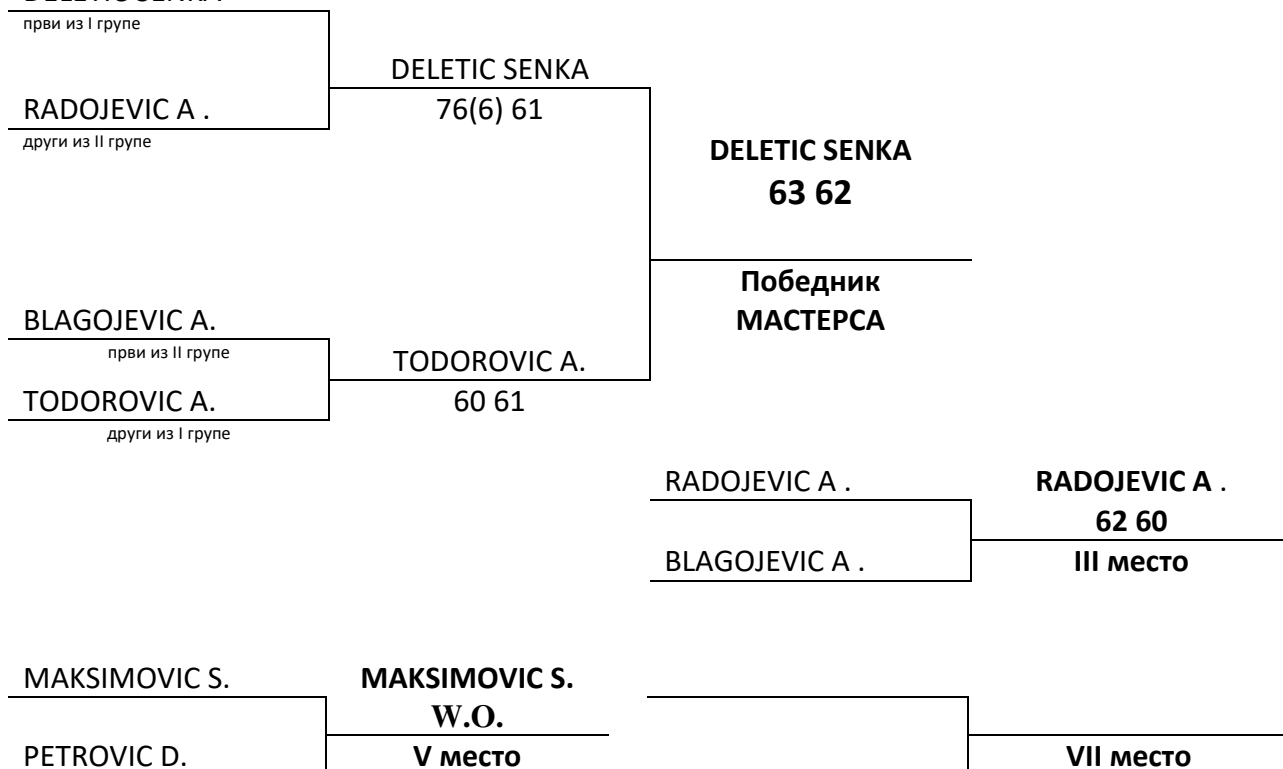 први из I групе
DELETIC SENKA
RADOJEVIC A .
76(6) 61
други из II групе
DELETIC SENKA
63 62
Победник
МАСТЕРСА
BLAGOJEVIC A.
први из II групе
TODOROVIC A.
TODOROVIC A.
60 61
други из I групе
RADOJEVIC A .
RADOJEVIC A .
62 60
BLAGOJEVIC A .
III место
MAKSIMOVIC S.
MAKSIMOVIC S.
W.O.
PETROVIC D.
V место
VII место